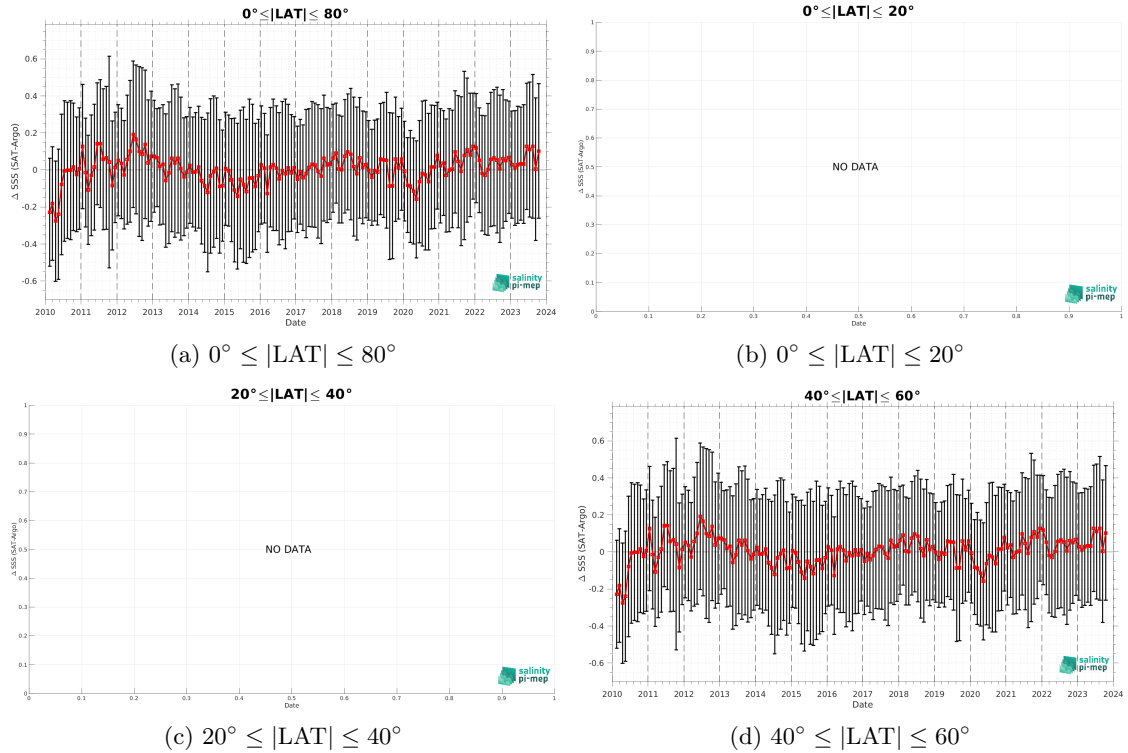 0°≤|LAT|≤ 80°
Δ SSS (SAT-Argo)
0.6
0.4
0.2
0
-0.2
-0.4
-0.6
2010 2011 2012 2013 2014 2015 2016 2017 2018 2019 2020 2021 2022 2023 2024
Date
salinity
pi-mep
(a) 0° ≤ |LAT| ≤ 80°
0°≤|LAT|≤ 20°
Δ SSS (SAT-Argo)
1
0.9
0.8
0.7
0.6
0.5
0.4
0.3
0.2
0.1
0
NO DATA
0 0.1 0.2 0.3 0.4 0.5 0.6 0.7 0.8 0.9 1
Date
salinity
pi-mep
(b) 0° ≤ |LAT| ≤ 20°
20°≤|LAT|≤ 40°
Δ SSS (SAT-Argo)
1
0.9
0.8
0.7
0.6
0.5
0.4
0.3
0.2
0.1
0
NO DATA
0 0.1 0.2 0.3 0.4 0.5 0.6 0.7 0.8 0.9 1
Date
salinity
pi-mep
(c) 20° ≤ |LAT| ≤ 40°
40°≤|LAT|≤ 60°
Δ SSS (SAT-Argo)
0.6
0.4
0.2
0
-0.2
-0.4
-0.6
2010 2011 2012 2013 2014 2015 2016 2017 2018 2019 2020 2021 2022 2023 2024
Date
salinity
pi-mep
(d) 40° ≤ |LAT| ≤ 60°